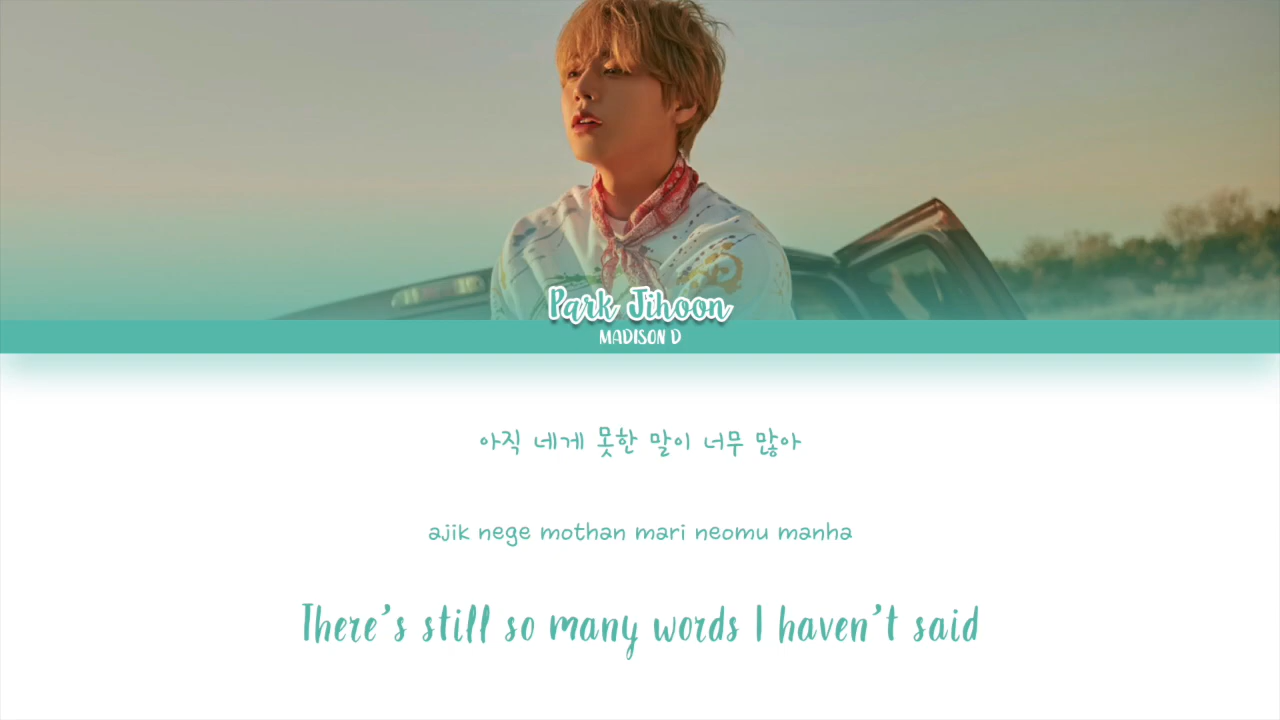 Park Jihoon
MADISON D
아직 네게 못한 말이 너무 많아
ajik nege mothan mari neomu manha
There's still so many words I haven't said